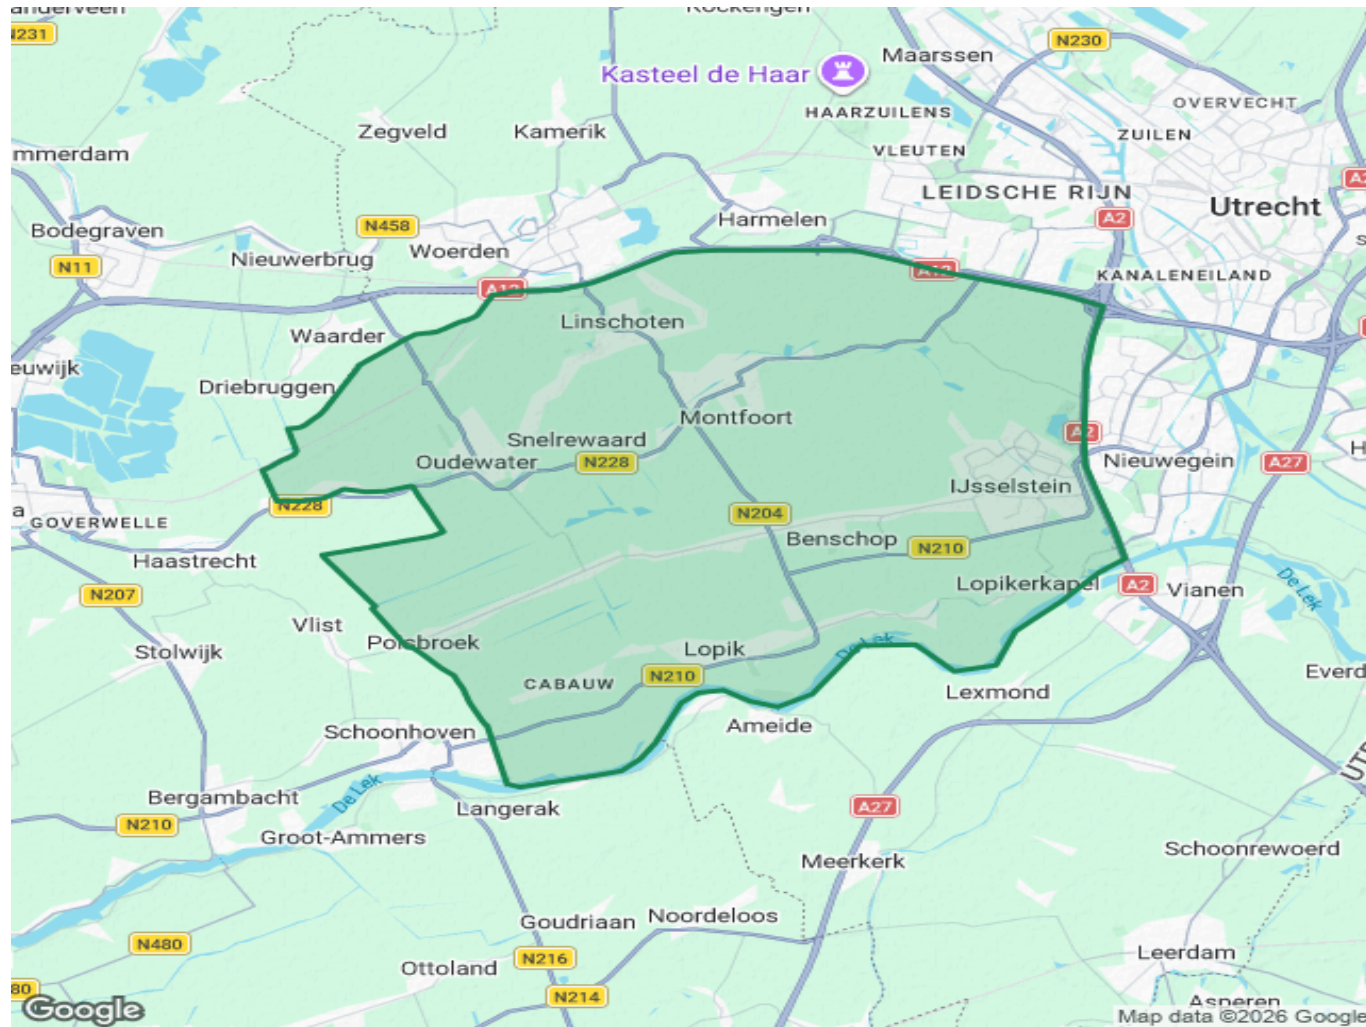 N231
Kockengen
N230
Maarssen
Kasteel de Haar
HAARZUILENS
OVERVECHT
ZUILEN
Zegveld
Kamerik
VLEUTEN
mmerdam
LEIDSCHE RIJN
Utrecht
A2
Harmelen
N458
Bodegraven
Woerden
Nieuwerbrug
N11
A12
A12
KANALENEILAND
Linschoten
Waarder
euwijk
Driebruggen
Montfoort
Snelrewaard
A2
Oudewater
N228
Nieuwegein
A27
IJsselstein
N228
GOVERWELLE
N204
Benschop
N210
Haastrecht
De Lek
Lopikerkapel
A2
Vianen
N207
Vlist
Polsbroek
Stolwijk
De Lek
Lopik
N210
CABAUW
Everd
Lexmond
Ameide
Schoonhoven
De Lek
Bergambacht
Langerak
A27
N210
Groot-Ammers
Schoonrewoerd
Meerkerk
Goudriaan
Noordeloos
N480
Leerdam
N216
Ottoland
N214
80
Asperen
Google
Map data ©2026 Google